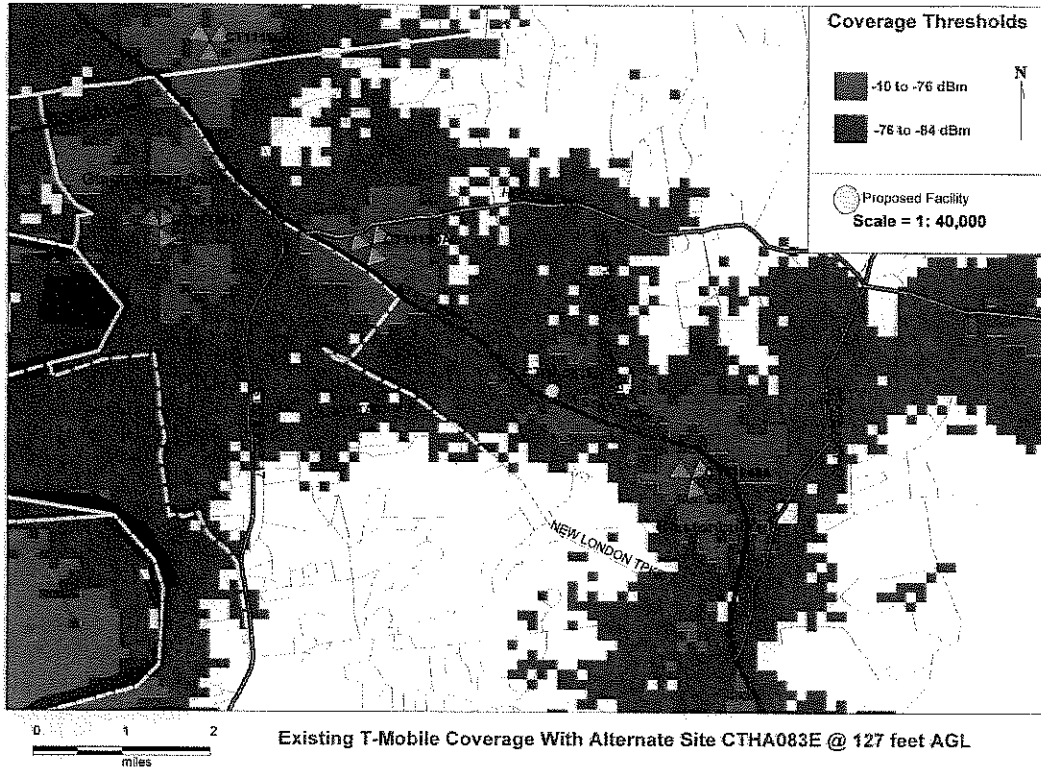 Coverage Thresholds
-10 to -76 dBm
N
-76 to -84 dBm
Proposed Facility
Scale = 1: 40,000
NEW LONDON TPK
0 1 2
miles
Existing T-Mobile Coverage With Alternate Site CTHA083E @ 127 feet AGL